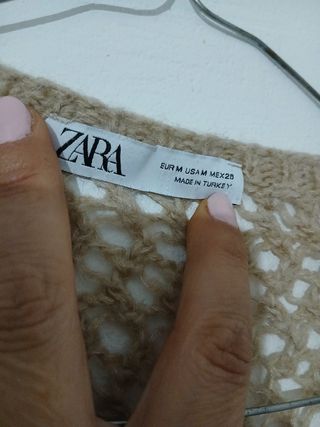 ZARA
EUR M USA M MEX 28
MADE IN TURKEY